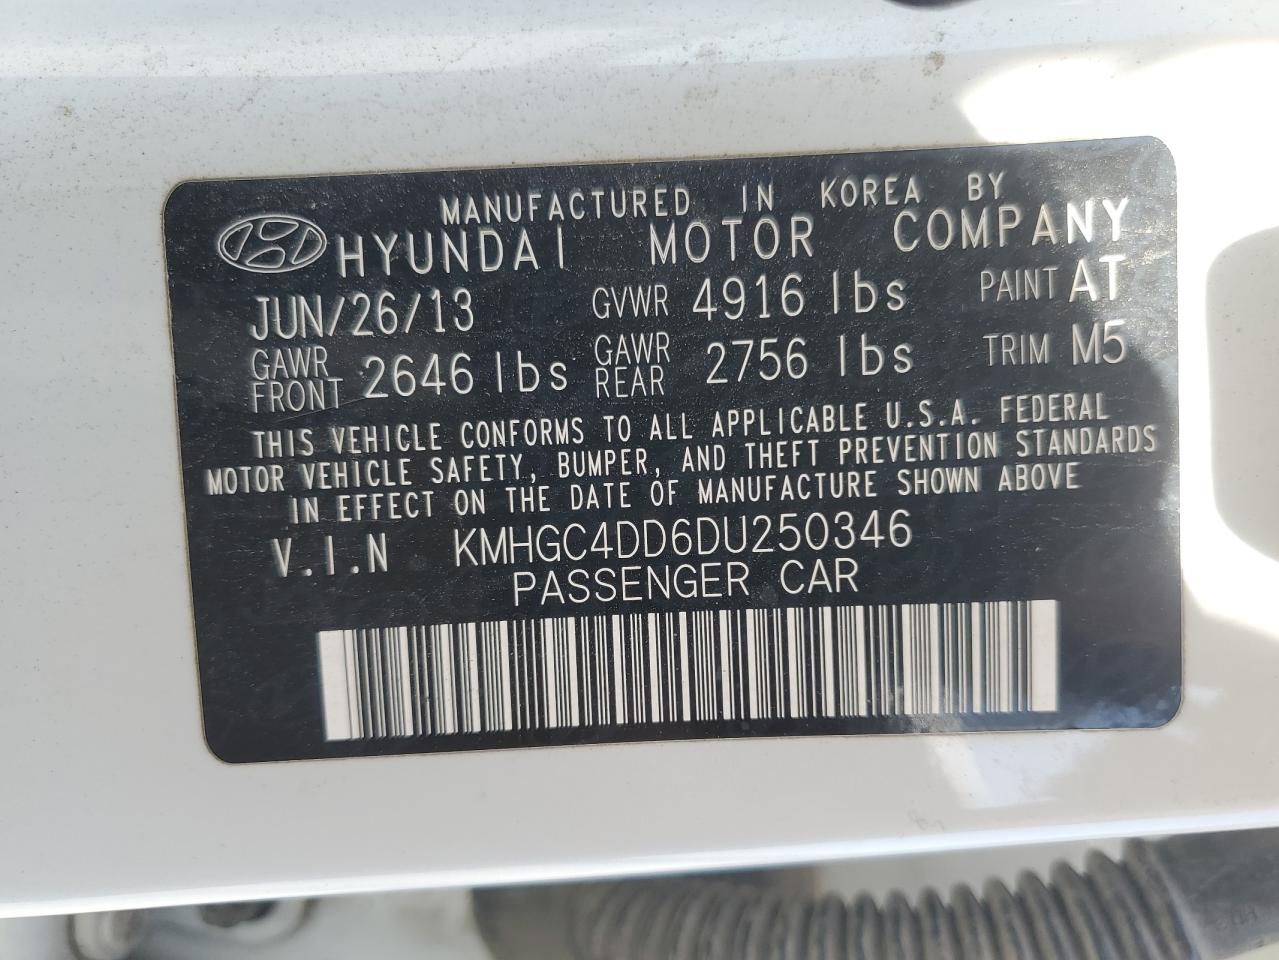 MANUFACTURED IN KOREA BY
HYUNDAI MOTOR COMPANY
JUN/26/13 GVWR 4916 lbs PAINT AT
GAWR FRONT 2646 lbs GAWR REAR 2756 lbs TRIM M5
THIS VEHICLE CONFORMS TO ALL APPLICABLE U.S.A. FEDERAL
MOTOR VEHICLE SAFETY, BUMPER, AND THEFT PREVENTION STANDARDS
IN EFFECT ON THE DATE OF MANUFACTURE SHOWN ABOVE
V.I.N KMHGC4DD6DU250346
PASSENGER CAR